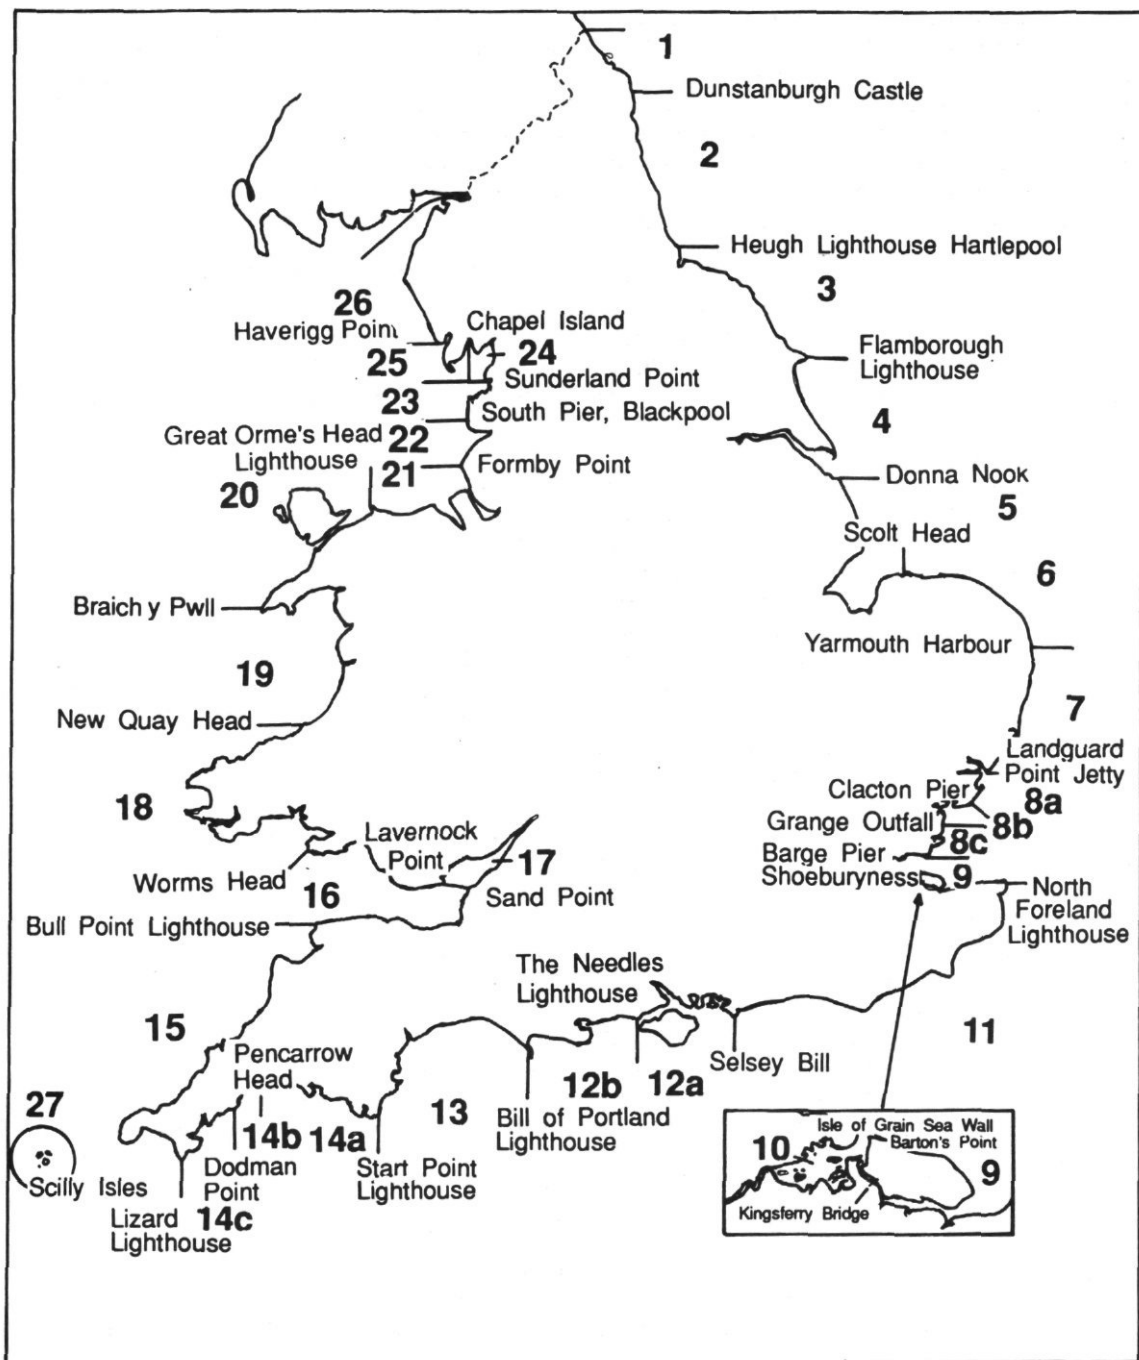 1
Dunstanburgh Castle
2
Heugh Lighthouse Hartlepool
3
26
Haverigg Point
Chapel Island
25
24
Flamborough
Lighthouse
Sunderland Point
23
South Pier, Blackpool
4
Great Orme's Head
Lighthouse
22
21
Formby Point
20
Donna Nook
5
Scolt Head
6
Braich y Pwll
Yarmouth Harbour
19
New Quay Head
7
Landguard
Point Jetty
Clacton Pier
8a
18
Grange Outfall
8b
Lavernock
Point
8c
Barge Pier
Shoeburyness
9
17
Worms Head
16
Sand Point
North
Foreland
Lighthouse
Bull Point Lighthouse
The Needles
Lighthouse
15
11
Pencarrow
Head
Selsey Bill
12b
12a
27
13
Bill of Portland
Lighthouse
14b
14a
Scilly Isles
Dodman
Point
Start Point
Lighthouse
14c
Lizard
Lighthouse
Isle of Grain Sea Wall
Barton's Point
10
9
Kingsferry Bridge